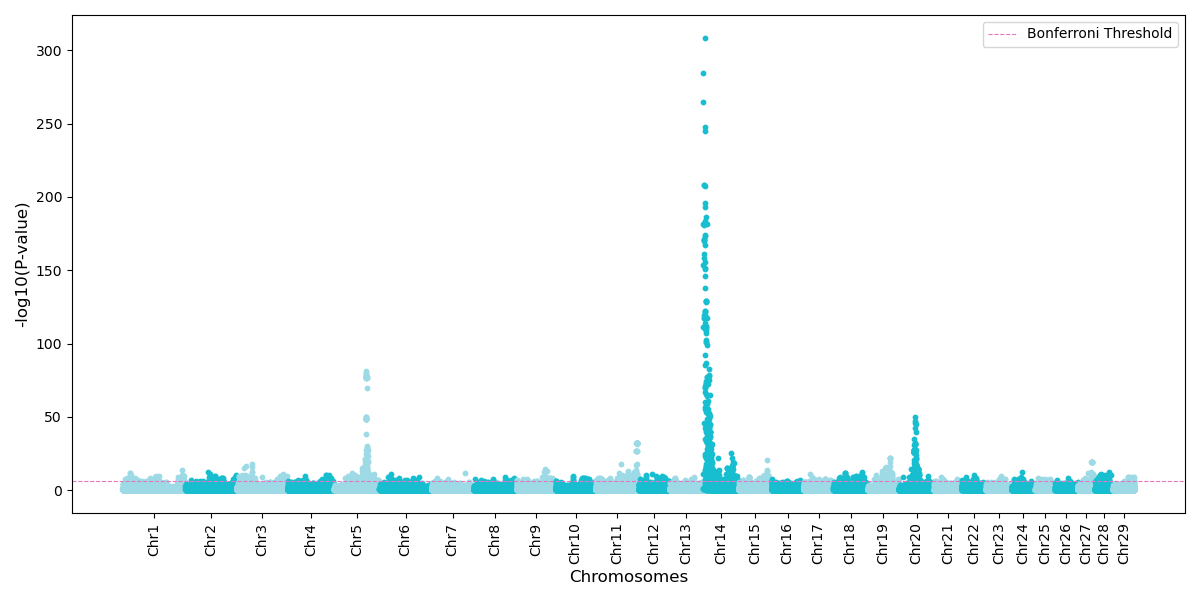 Bonferroni Threshold
300
250
200
150
100
50
0
-log10(P-value)
Chr1
Chr2
Chr3
Chr4
Chr5
Chr6
Chr7
Chr8
Chr9
Chr10
Chr11
Chr12
Chr13
Chr14
Chr15
Chr16
Chr17
Chr18
Chr19
Chr20
Chr21
Chr22
Chr23
Chr24
Chr25
Chr26
Chr27
Chr28
Chr29
Chromosomes